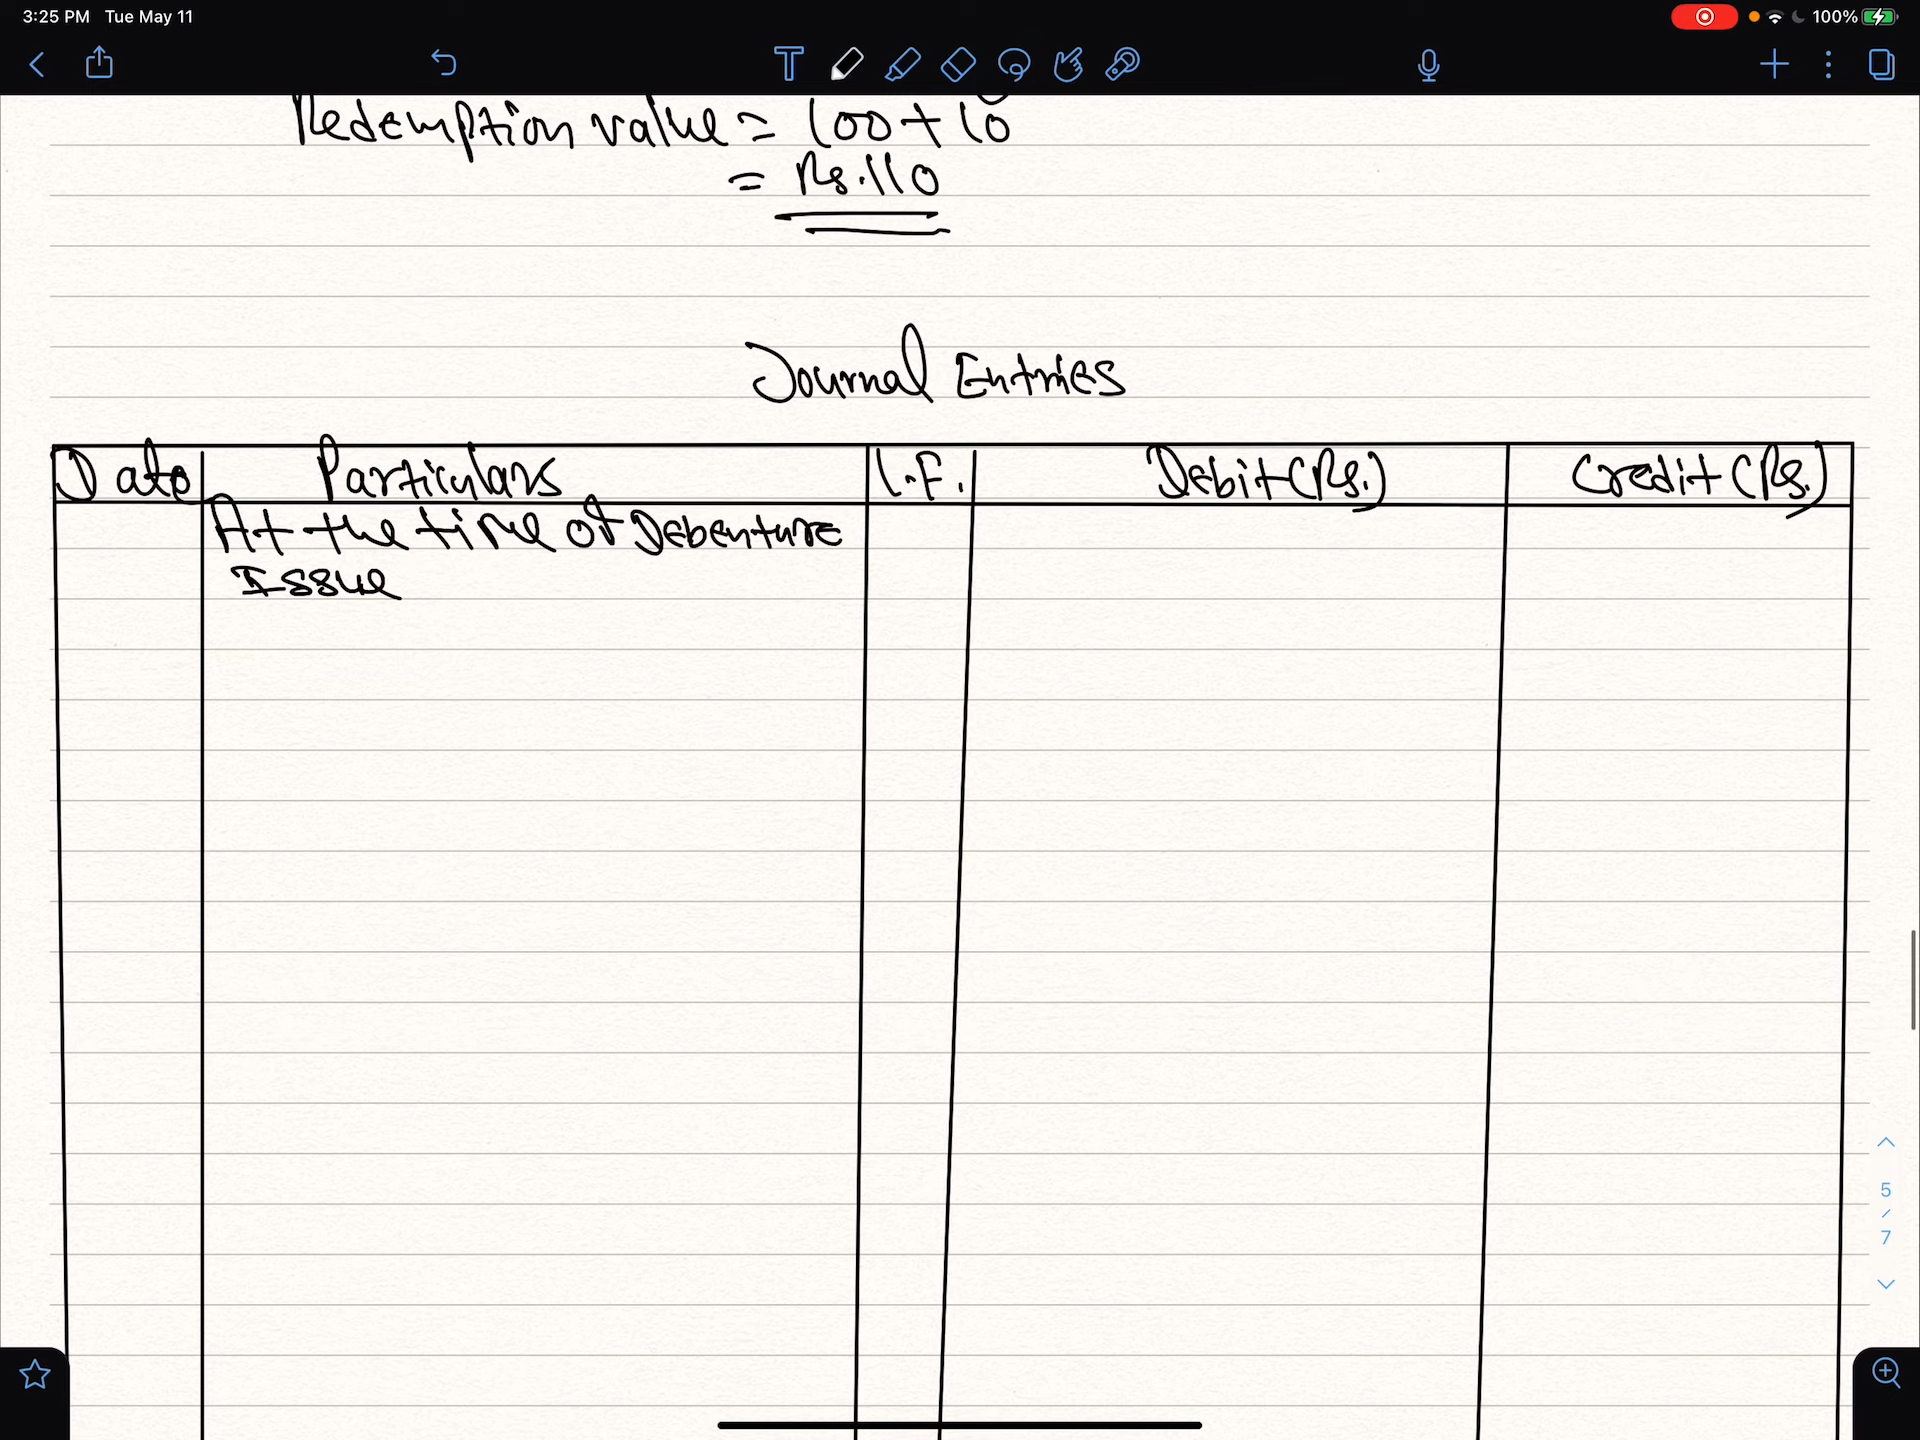 3:25 PM Tue May 11
100%
Redemption value = 100 + 10
= Rs.110
Journal Entries
Date Particulars L.F. Debit (Rs.) Credit (Rs.)
At the time of Debenture
Issue
5
/
7